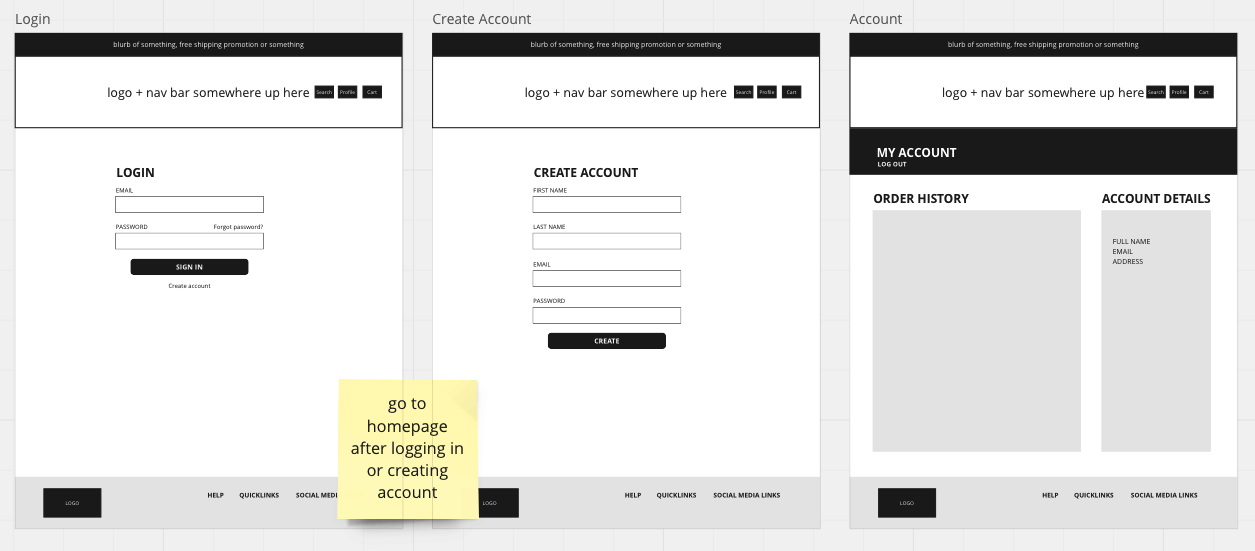 Login
blurb of something, free shipping promotion or something
logo + nav bar somewhere up here
Search
Profile
Cart
LOGIN
EMAIL
PASSWORD
Forgot password?
SIGN IN
Create account
LOGO
HELP
QUICKLINKS
SOCIAL MEDI
go to
homepage
after logging in
or creating
account
Create Account
blurb of something, free shipping promotion or something
logo + nav bar somewhere up here
Search
Profile
Cart
CREATE ACCOUNT
FIRST NAME
LAST NAME
EMAIL
PASSWORD
CREATE
LOGO
HELP
QUICKLINKS
SOCIAL MEDIA LINKS
Account
blurb of something, free shipping promotion or something
logo + nav bar somewhere up here
Search
Profile
Cart
MY ACCOUNT
LOG OUT
ORDER HISTORY
ACCOUNT DETAILS
FULL NAME
EMAIL
ADDRESS
LOGO
HELP
QUICKLINKS
SOCIAL MEDIA LINKS